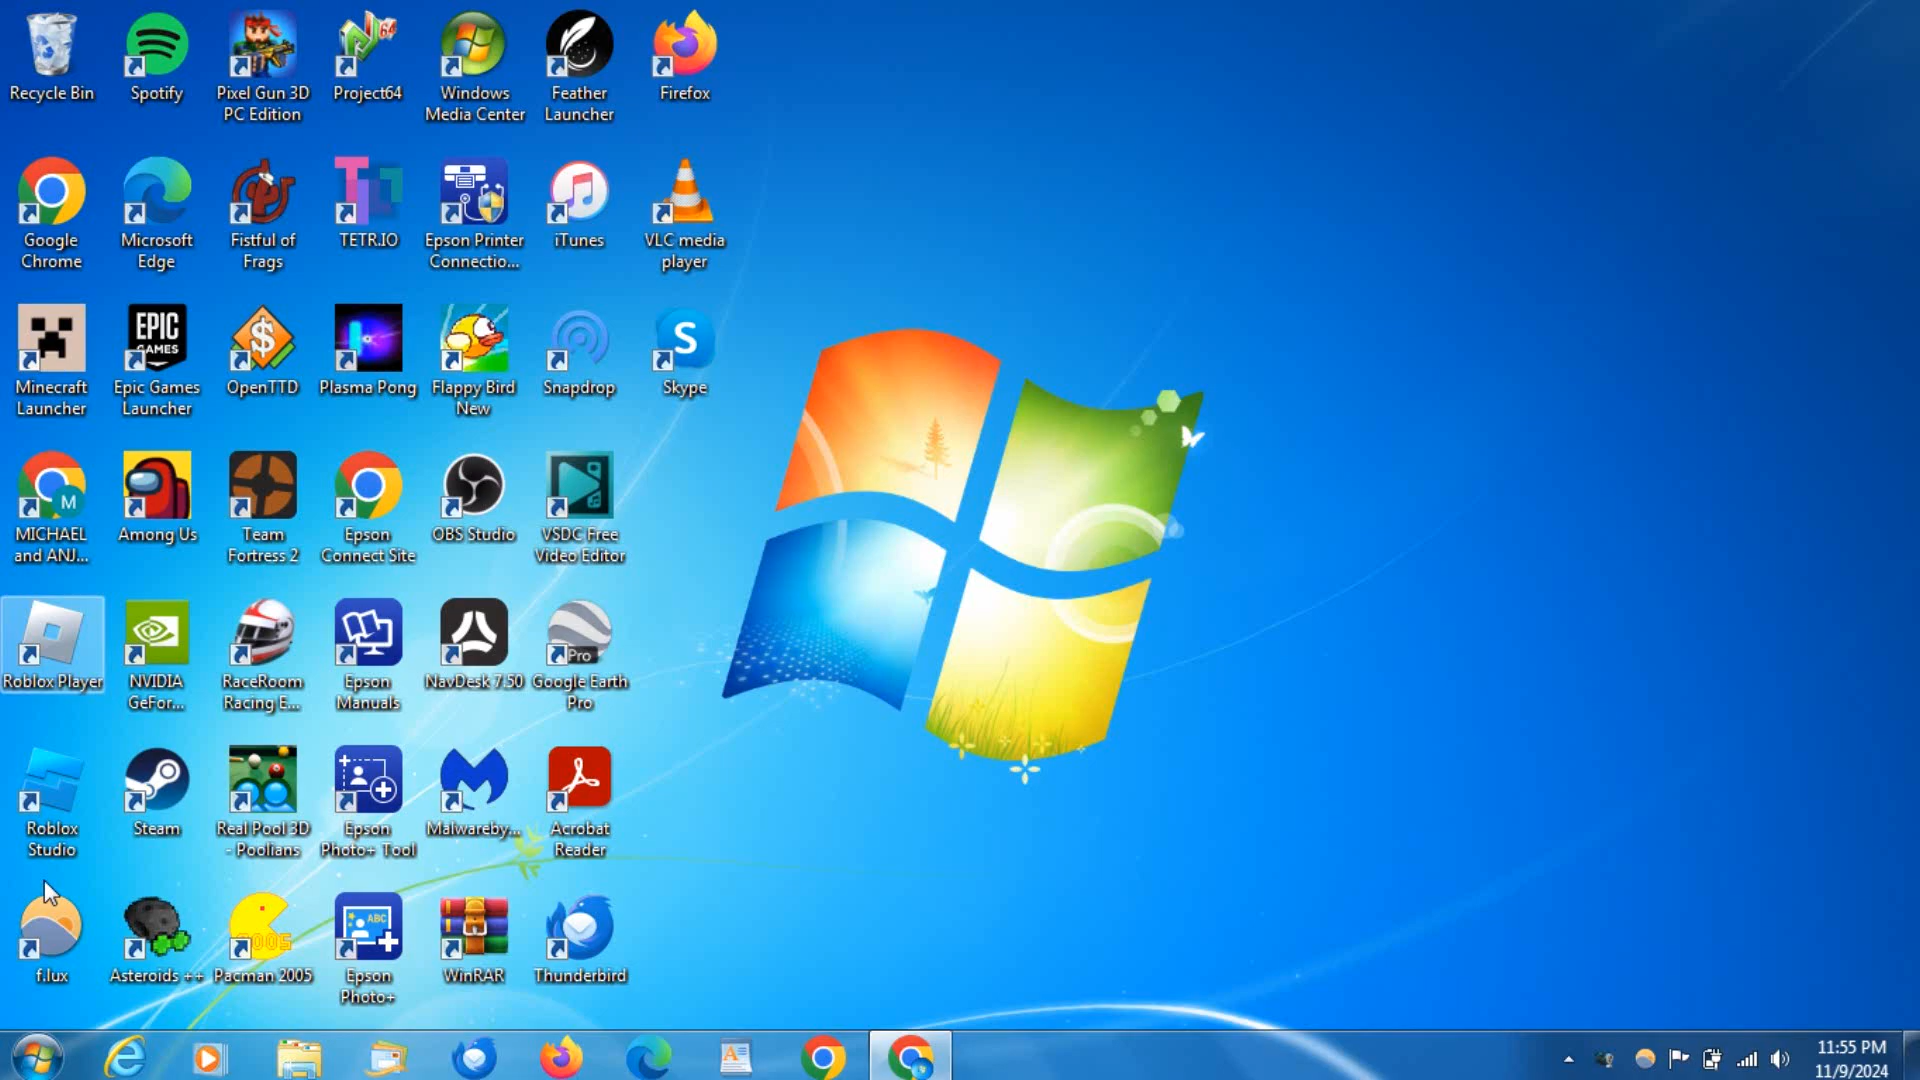 Recycle Bin
Spotify
Pixel Gun 3D
PC Edition
64
Project64
Windows
Media Center
Feather
Launcher
Firefox
Google
Chrome
Microsoft
Edge
Fistful of
Frags
TETR.IO
Epson Printer
Connectio...
iTunes
VLC media
player
Minecraft
Launcher
EPIC
GAMES
Epic Games
Launcher
$
OpenTTD
Plasma Pong
Flappy Bird
New
Snapdrop
S
Skype
M
MICHAEL
and ANJ...
Among Us
Team
Fortress 2
Epson
Connect Site
OBS Studio
VSDC Free
Video Editor
Roblox Player
NVIDIA
GeFor...
RaceRoom
Racing E...
Epson
Manuals
NavDesk 7.50
Pro
Google Earth
Pro
Roblox
Studio
Steam
Real Pool 3D
- Poolians
Epson
Photo+ Tool
Malwareby...
Acrobat
Reader
f.lux
Asteroids ++
2005
Pacman 2005
ABC
Epson
Photo+
WinRAR
Thunderbird
A
11:55 PM
11/9/2024